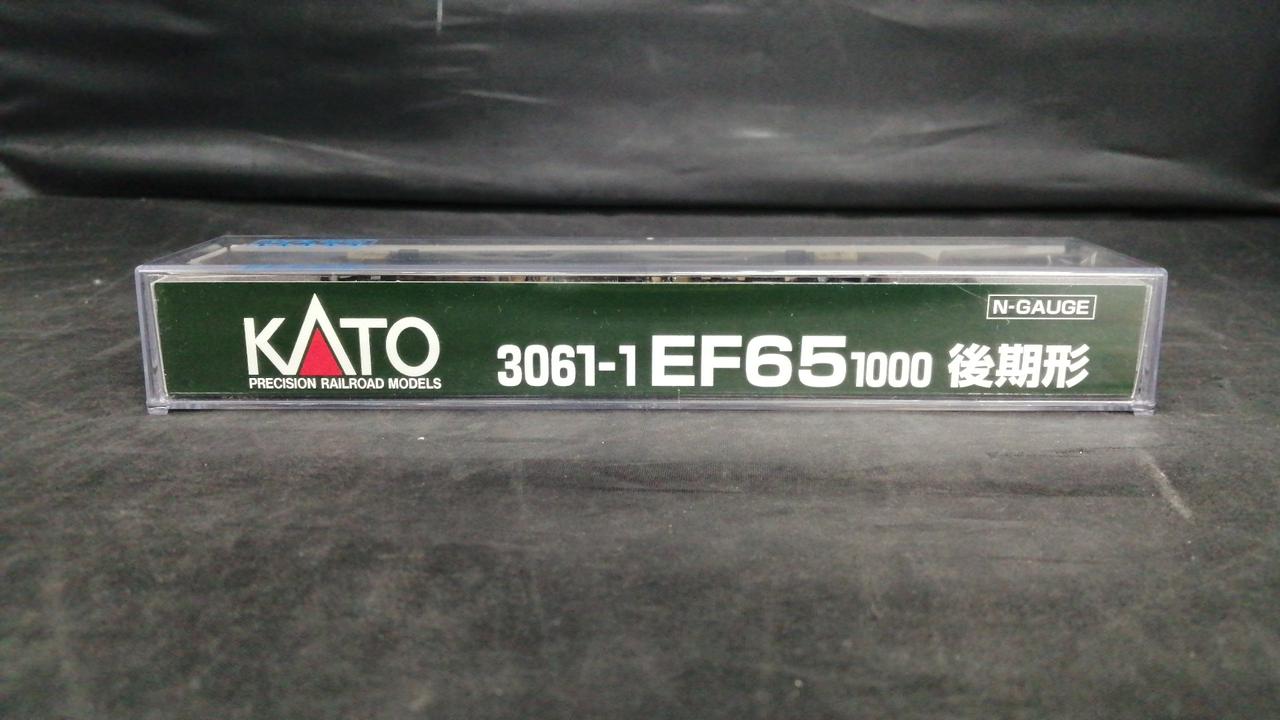 N-GAUGE
KATO
PRECISION RAILROAD MODELS
3061-1 EF65 1000 後期形